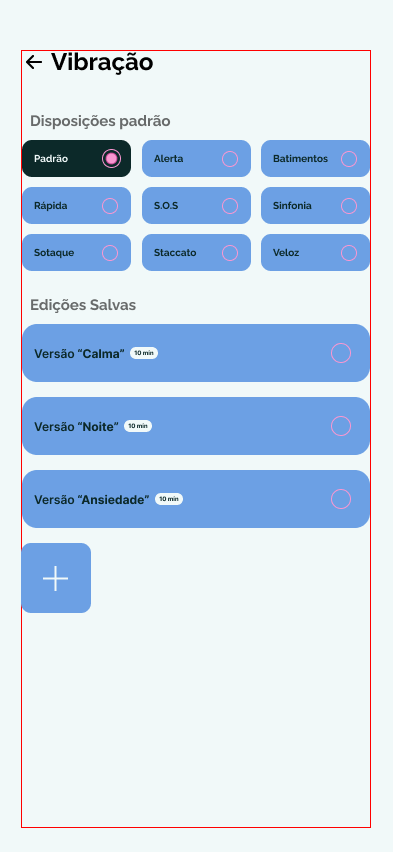 Vibração
Disposições padrão
Padrão
Alerta
Batimentos
Rápida
S.O.S
Sinfonia
Sotaque
Staccato
Veloz
Edições Salvas
Versão “Calma” 10 min
Versão “Noite” 10 min
Versão “Ansiedade” 10 min